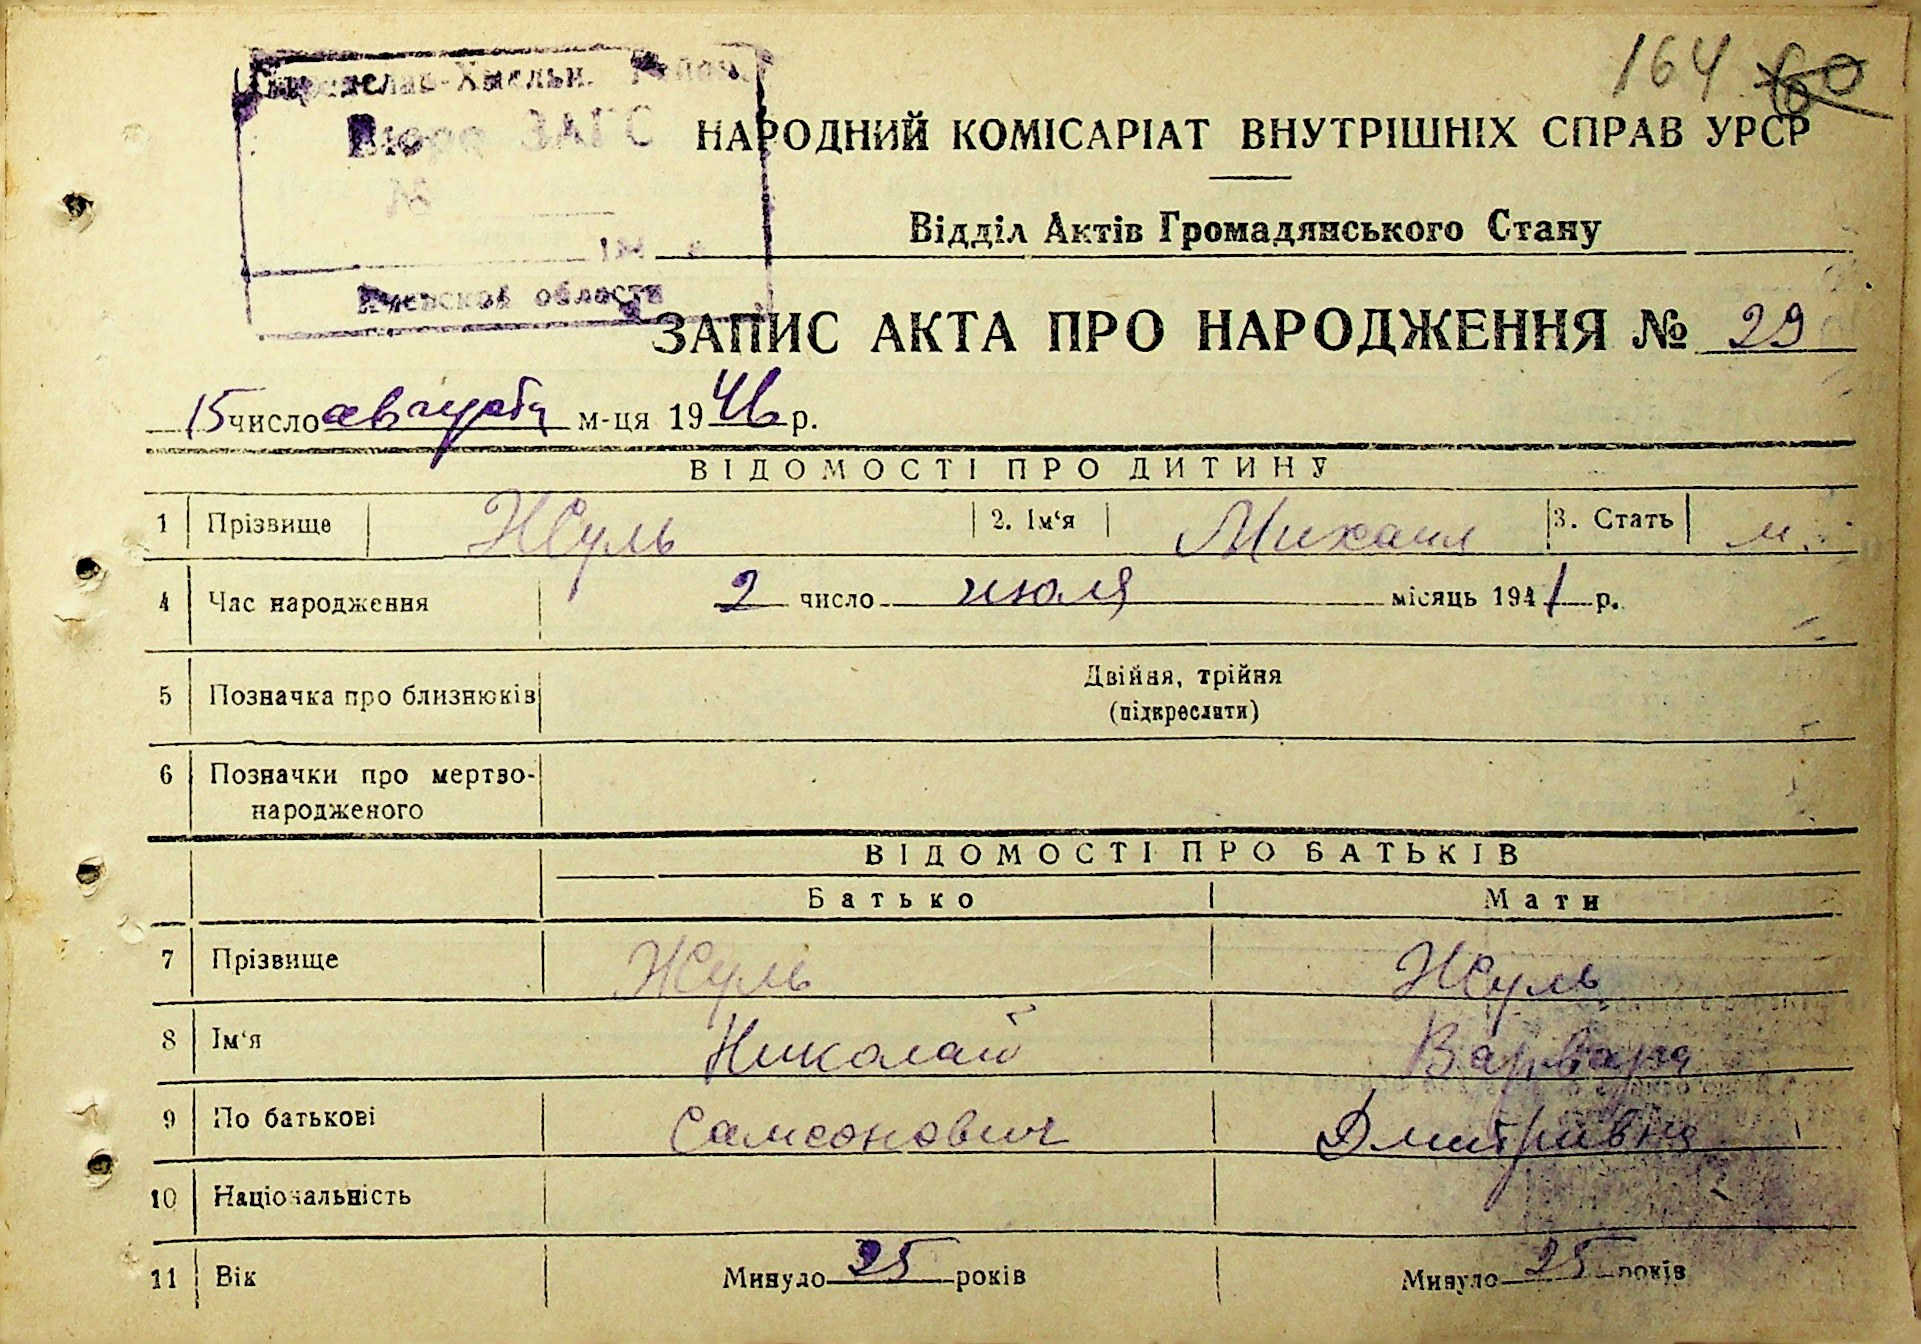 164 60
Переяслав-Хмельн. Район.
Бюро ЗАГС
№
194 г.
Киевской области
НАРОДНИЙ КОМІСАРІАТ ВНУТРІШНІХ СПРАВ УРСР
Відділ Актів Громадянського Стану
ЗАПИС АКТА ПРО НАРОДЖЕННЯ № 29
15 число августа м-ця 1946 р.
ВІДОМОСТІ ПРО ДИТИНУ
1 Прізвище Жуль 2. Ім‘я Михаил 3. Стать м.
4 Час народження 2 число июля місяць 1941 р.
5 Позначка про близнюків Двійня, трійня
(підкреслити)
6 Позначки про мертво-
народженого
ВІДОМОСТІ ПРО БАТЬКІВ
Батько Мати
7 Прізвище Жуль Жуль
8 Ім‘я Николай Варвара
9 По батькові Самсонович Дмитривна
10 Національність
11 Вік Минуло 25 років Минуло 25 років